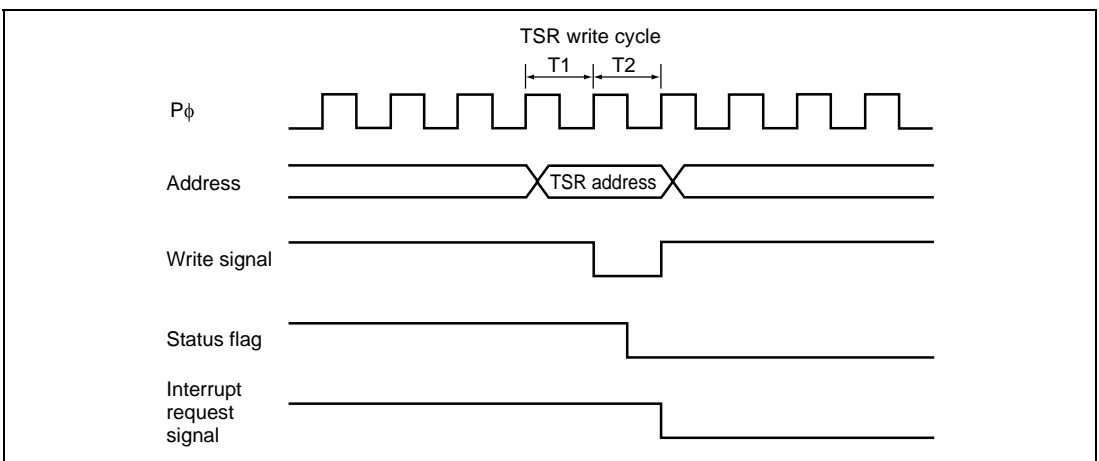 TSR write cycle
T1 T2
Pϕ
Address
TSR address
Write signal
Status flag
Interrupt
request
signal